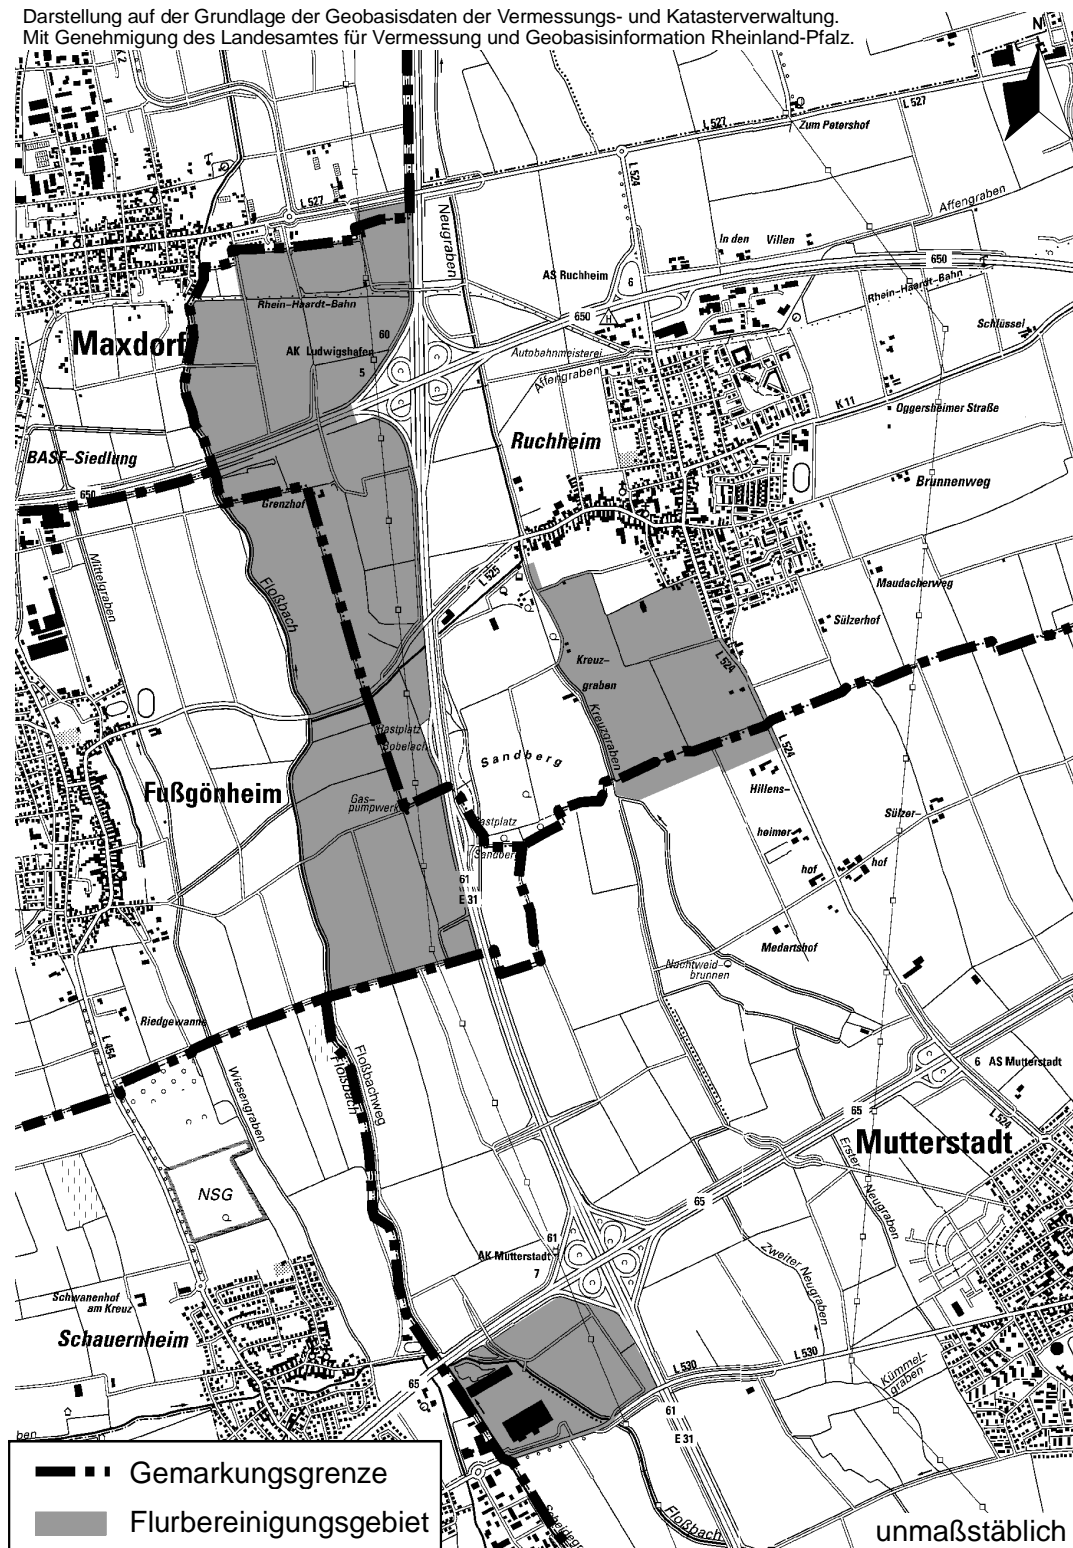 Darstellung auf der Grundlage der Geobasisdaten der Vermessungs- und Katasterverwaltung.
Mit Genehmigung des Landesamtes für Vermessung und Geobasisinformation Rheinland-Pfalz.
N
K 2
L 527
L 527
Zum Petershof
L 524
L 527
Neugraben
Affengraben
In den Villen
AS Ruchheim
6
650
Rhein-Haardt-Bahn
Rhein-Haardt-Bahn
H
650
Schlüssel
60
Maxdorf
AK Ludwigshafen
5
Autobahnmeisterei
Affengraben
K 11
Oggersheimer Straße
Ruchheim
BASF-Siedlung
650
Brunnenweg
Grenzhof
Mittelgraben
Floßbach
L 525
Maudacherweg
Sülzerhof
Kreuz-
graben
L 524
Kreuzgraben
Rastplatz
Sandberg
L 524
Fußgönheim
Gas-
pumpwerk
Hillens-
heimer
hof
Sülzer-
hof
Rastplatz
Sandberg
61
E 31
Medartshof
Nachtweid-
brunnen
Riedgewanne
L 454
Wiesengraben
Floßbach
Floßbachweg
6 AS Mutterstadt
65
L 524
Mutterstadt
Erster
Neugraben
NSG
65
61
AK Mutterstadt
7
Zweiter Neugraben
Schwanenhof
am Kreuz
Schauernheim
L 530
L 530
Kümmel-
graben
65
61
E 31
ben
Floßbach
Gemarkungsgrenze
Flurbereinigungsgebiet
unmaßstäblich